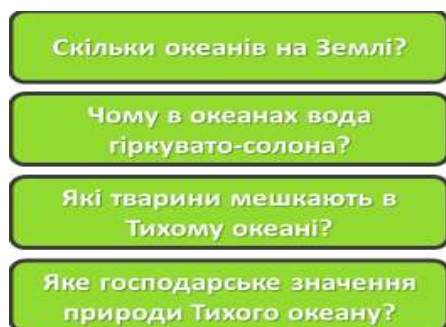 Скільки океанів на Землі?
Чому в океанах вода
гіркувато-солона?
Які тварини мешкають в
Тихому океані?
Яке господарське значення
природи Тихого океану?